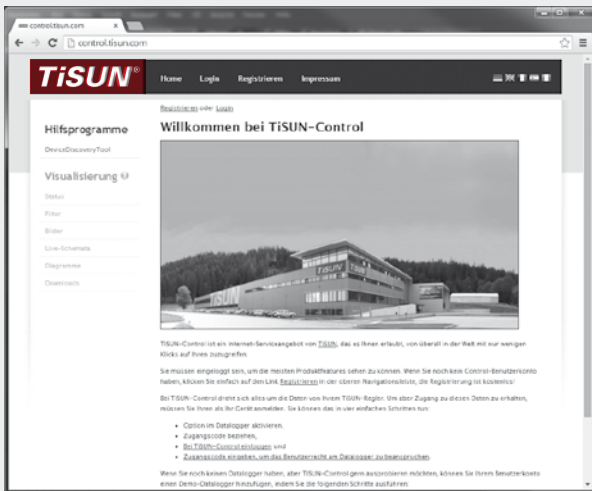 control.tisun.com
control.tisun.com
TiSUN®
Home Login Registrieren Impressum
Registrieren oder Login
Hilfsprogramme
DeviceDiscoveryTool
Visualisierung
Status
Filter
Bilder
Live-Schemata
Diagramme
Downloads
Willkommen bei TiSUN-Control
TiSUN
TiSUN
TiSUN-Control ist ein Internet-Serviceangebot von TiSUN, das es Ihnen erlaubt, von überall in der Welt mit nur wenigen
Klicks auf Ihren zuzugreifen.
Sie müssen eingeloggt sein, um die meisten Produktfeatures sehen zu können. Wenn Sie noch kein Control-Benutzerkonto
haben, klicken Sie einfach auf den Link Registrieren in der oberen Navigationsleiste, die Registrierung ist kostenlos!
Bei TiSUN-Control dreht sich alles um die Daten von Ihrem TiSUN-Regler. Um aber Zugang zu diesen Daten zu erhalten,
müssen Sie Ihren als Ihr Gerät anmelden. Sie können das in vier einfachen Schritten tun:
• Option im Datalogger aktivieren,
• Zugangscode beziehen,
• Bei TiSUN-Control einloggen und
• Zugangscode eingeben, um das Benutzerrecht am Datalogger zu beanspruchen.
Wenn Sie noch keinen Datalogger haben, aber TiSUN-Control gern ausprobieren möchten, können Sie Ihrem Benutzerkonto
einen Demo-Datalogger hinzufügen, indem Sie die folgenden Schritte ausführen: